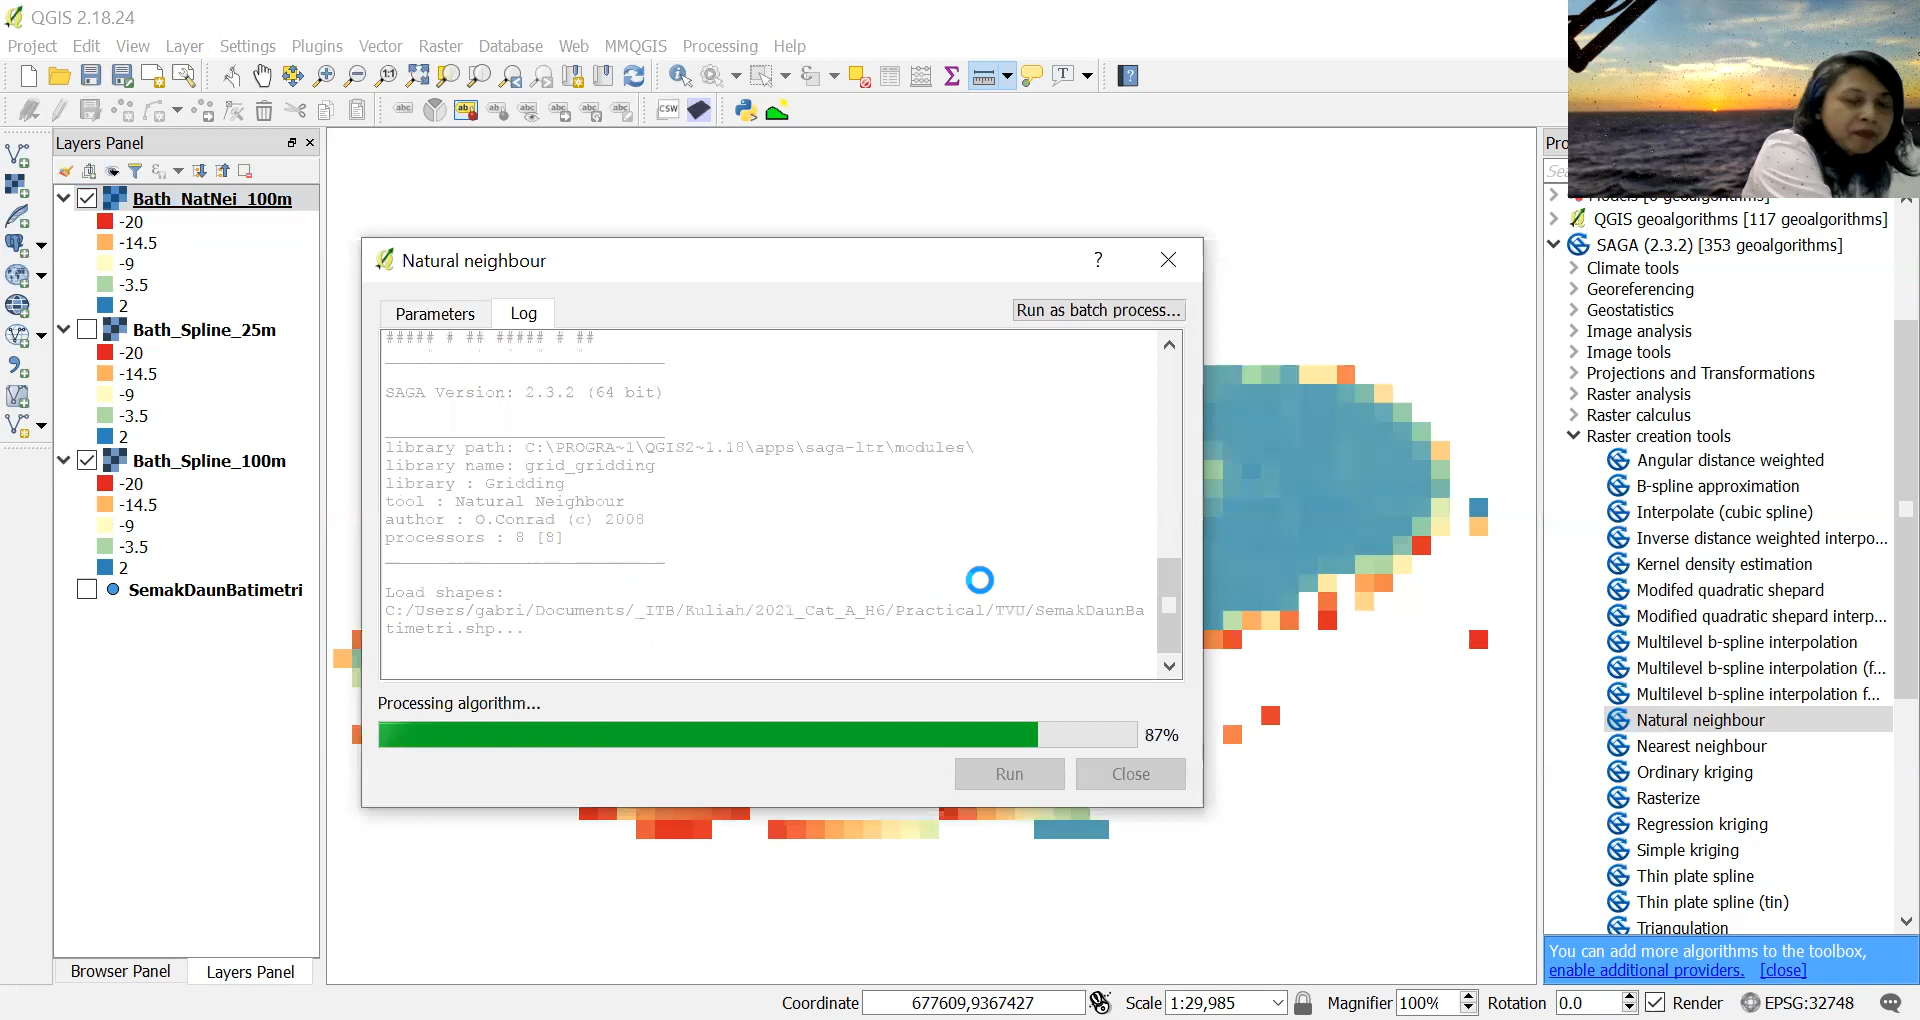 QGIS 2.18.24
Project Edit View Layer Settings Plugins Vector Raster Database Web MMQGIS Processing Help
Layers Panel
Bath_NatNei_100m
-20
-14.5
-9
-3.5
2
Bath_Spline_25m
-20
-14.5
-9
-3.5
2
Bath_Spline_100m
-20
-14.5
-9
-3.5
2
SemakDaunBatimetri
Browser Panel Layers Panel
Natural neighbour
?
Parameters Log
Run as batch process...
##### # ## ##### # ##
SAGA Version: 2.3.2 (64 bit)
library path: C:\PROGRA~1\QGIS2~1.18\apps\saga-ltr\modules\
library name: grid_gridding
library : Gridding
tool : Natural Neighbour
author : O.Conrad (c) 2008
processors : 8 [8]
Load shapes:
C:/Users/gabri/Documents/_ITB/Kuliah/2021_Cat_A_H6/Practical/TVU/SemakDaunBa
timetri.shp...
Processing algorithm...
87%
Run Close
QGIS geoalgorithms [117 geoalgorithms]
SAGA (2.3.2) [353 geoalgorithms]
Climate tools
Georeferencing
Geostatistics
Image analysis
Image tools
Projections and Transformations
Raster analysis
Raster calculus
Raster creation tools
Angular distance weighted
B-spline approximation
Interpolate (cubic spline)
Inverse distance weighted interpo...
Kernel density estimation
Modifed quadratic shepard
Modified quadratic shepard interp...
Multilevel b-spline interpolation
Multilevel b-spline interpolation (f...
Multilevel b-spline interpolation f...
Natural neighbour
Nearest neighbour
Ordinary kriging
Rasterize
Regression kriging
Simple kriging
Thin plate spline
Thin plate spline (tin)
Triangulation
You can add more algorithms to the toolbox,
enable additional providers. [close]
Coordinate 677609,9367427 Scale 1:29,985 Magnifier 100% Rotation 0.0 Render EPSG:32748